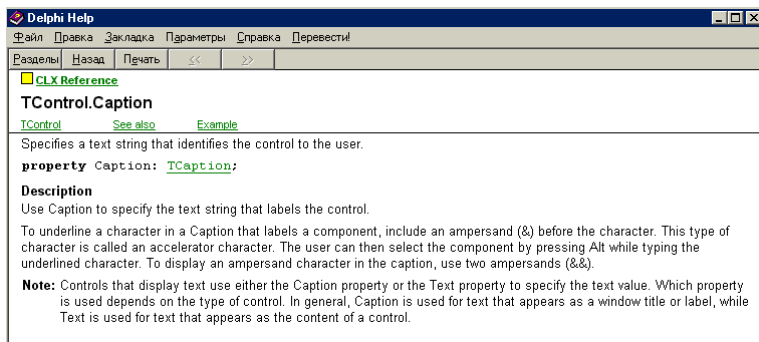 Delphi Help
Файл Правка Закладка Параметры Справка Перевести!
Разделы Назад Печать << >>
CLX Reference
TControl.Caption
TControl See also Example
Specifies a text string that identifies the control to the user.
property Caption: TCaption;
Description
Use Caption to specify the text string that labels the control.
To underline a character in a Caption that labels a component, include an ampersand (&) before the character. This type of
character is called an accelerator character. The user can then select the component by pressing Alt while typing the
underlined character. To display an ampersand character in the caption, use two ampersands (&&).
Note: Controls that display text use either the Caption property or the Text property to specify the text value. Which property
is used depends on the type of control. In general, Caption is used for text that appears as a window title or label, while
Text is used for text that appears as the content of a control.